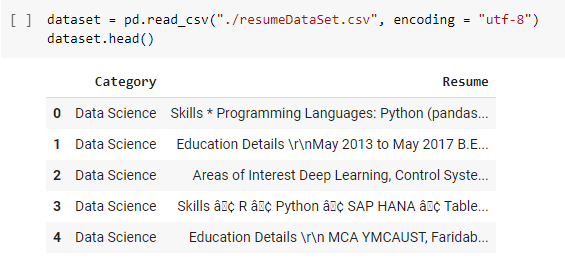 [ ] dataset = pd.read_csv("./resumeDataSet.csv", encoding = "utf-8")
dataset.head()
Category Resume
0 Data Science Skills * Programming Languages: Python (pandas...
1 Data Science Education Details \r\nMay 2013 to May 2017 B.E...
2 Data Science Areas of Interest Deep Learning, Control Syste...
3 Data Science Skills â¢ R â¢ Python â¢ SAP HANA â¢ Table...
4 Data Science Education Details \r\n MCA YMCAUST, Faridab...